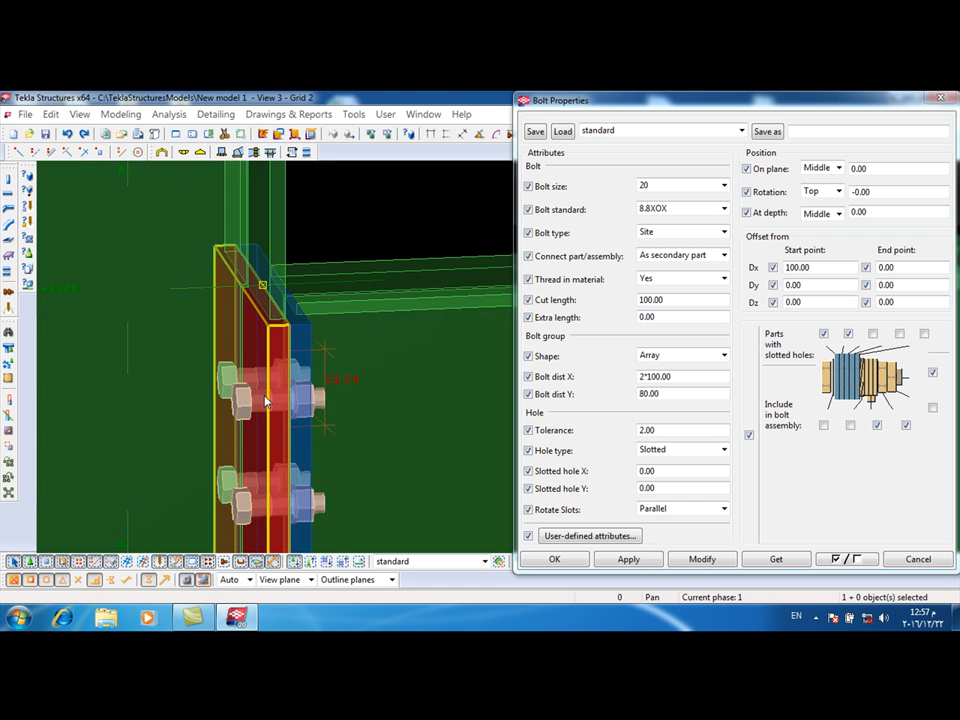 Tekla Structures x64 - C:\TeklaStructuresModels\New model 1 - View 3 - Grid 2
File Edit View Modeling Analysis Detailing Drawings & Reports Tools User Window Help
Bolt Properties
Save Load standard Save as
Attributes
Bolt
Bolt size: 20
Bolt standard: 8.8XOX
Bolt type: Site
Connect part/assembly: As secondary part
Thread in material: Yes
Cut length: 100.00
Extra length: 0.00
Bolt group
Shape: Array
Bolt dist X: 2*100.00
Bolt dist Y: 80.00
Hole
Tolerance: 2.00
Hole type: Slotted
Slotted hole X: 0.00
Slotted hole Y: 0.00
Rotate Slots: Parallel
User-defined attributes...
Position
On plane: Middle 0.00
Rotation: Top -0.00
At depth: Middle 0.00
Offset from
Start point: End point:
Dx 100.00 0.00
Dy 0.00 0.00
Dz 0.00 0.00
Parts
with
slotted holes:
Include
in bolt
assembly:
OK Apply Modify Get / Cancel
standard
Auto View plane Outline planes
0 Pan Current phase: 1 1 + 0 object(s) selected
EN
12:57 م
٢٠١٦/١٢/٢٢